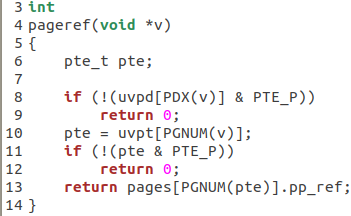 3 int
4 pageref(void *v)
5 {
6     pte_t pte;
7
8     if (!(uvpd[PDX(v)] & PTE_P))
9         return 0;
10     pte = uvpt[PGNUM(v)];
11     if (!(pte & PTE_P))
12         return 0;
13     return pages[PGNUM(pte)].pp_ref;
14 }